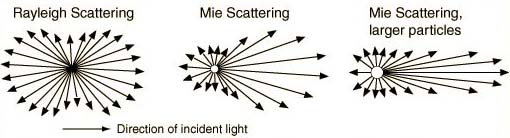 Rayleigh Scattering
Mie Scattering
Mie Scattering,
larger particles
Direction of incident light